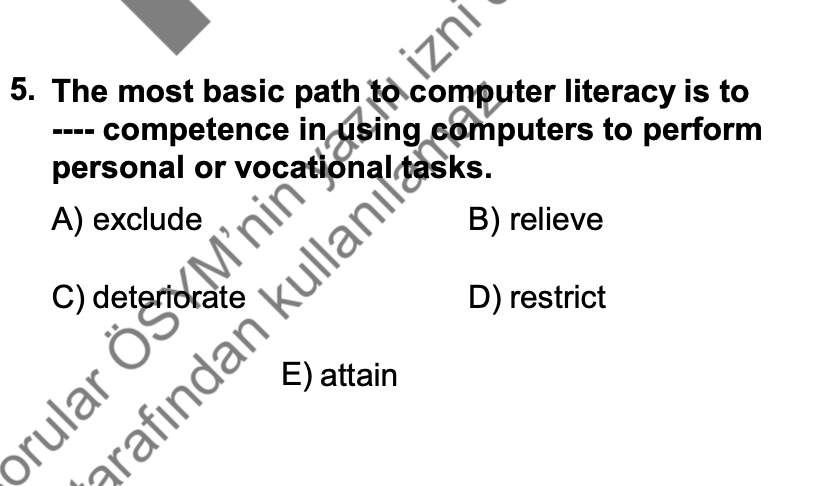 5. The most basic path to computer literacy is to
---- competence in using computers to perform
personal or vocational tasks.
A) exclude
B) relieve
C) deteriorate
D) restrict
E) attain
orular ÖSYM'nin yazılı izni
tarafından kullanılamaz.